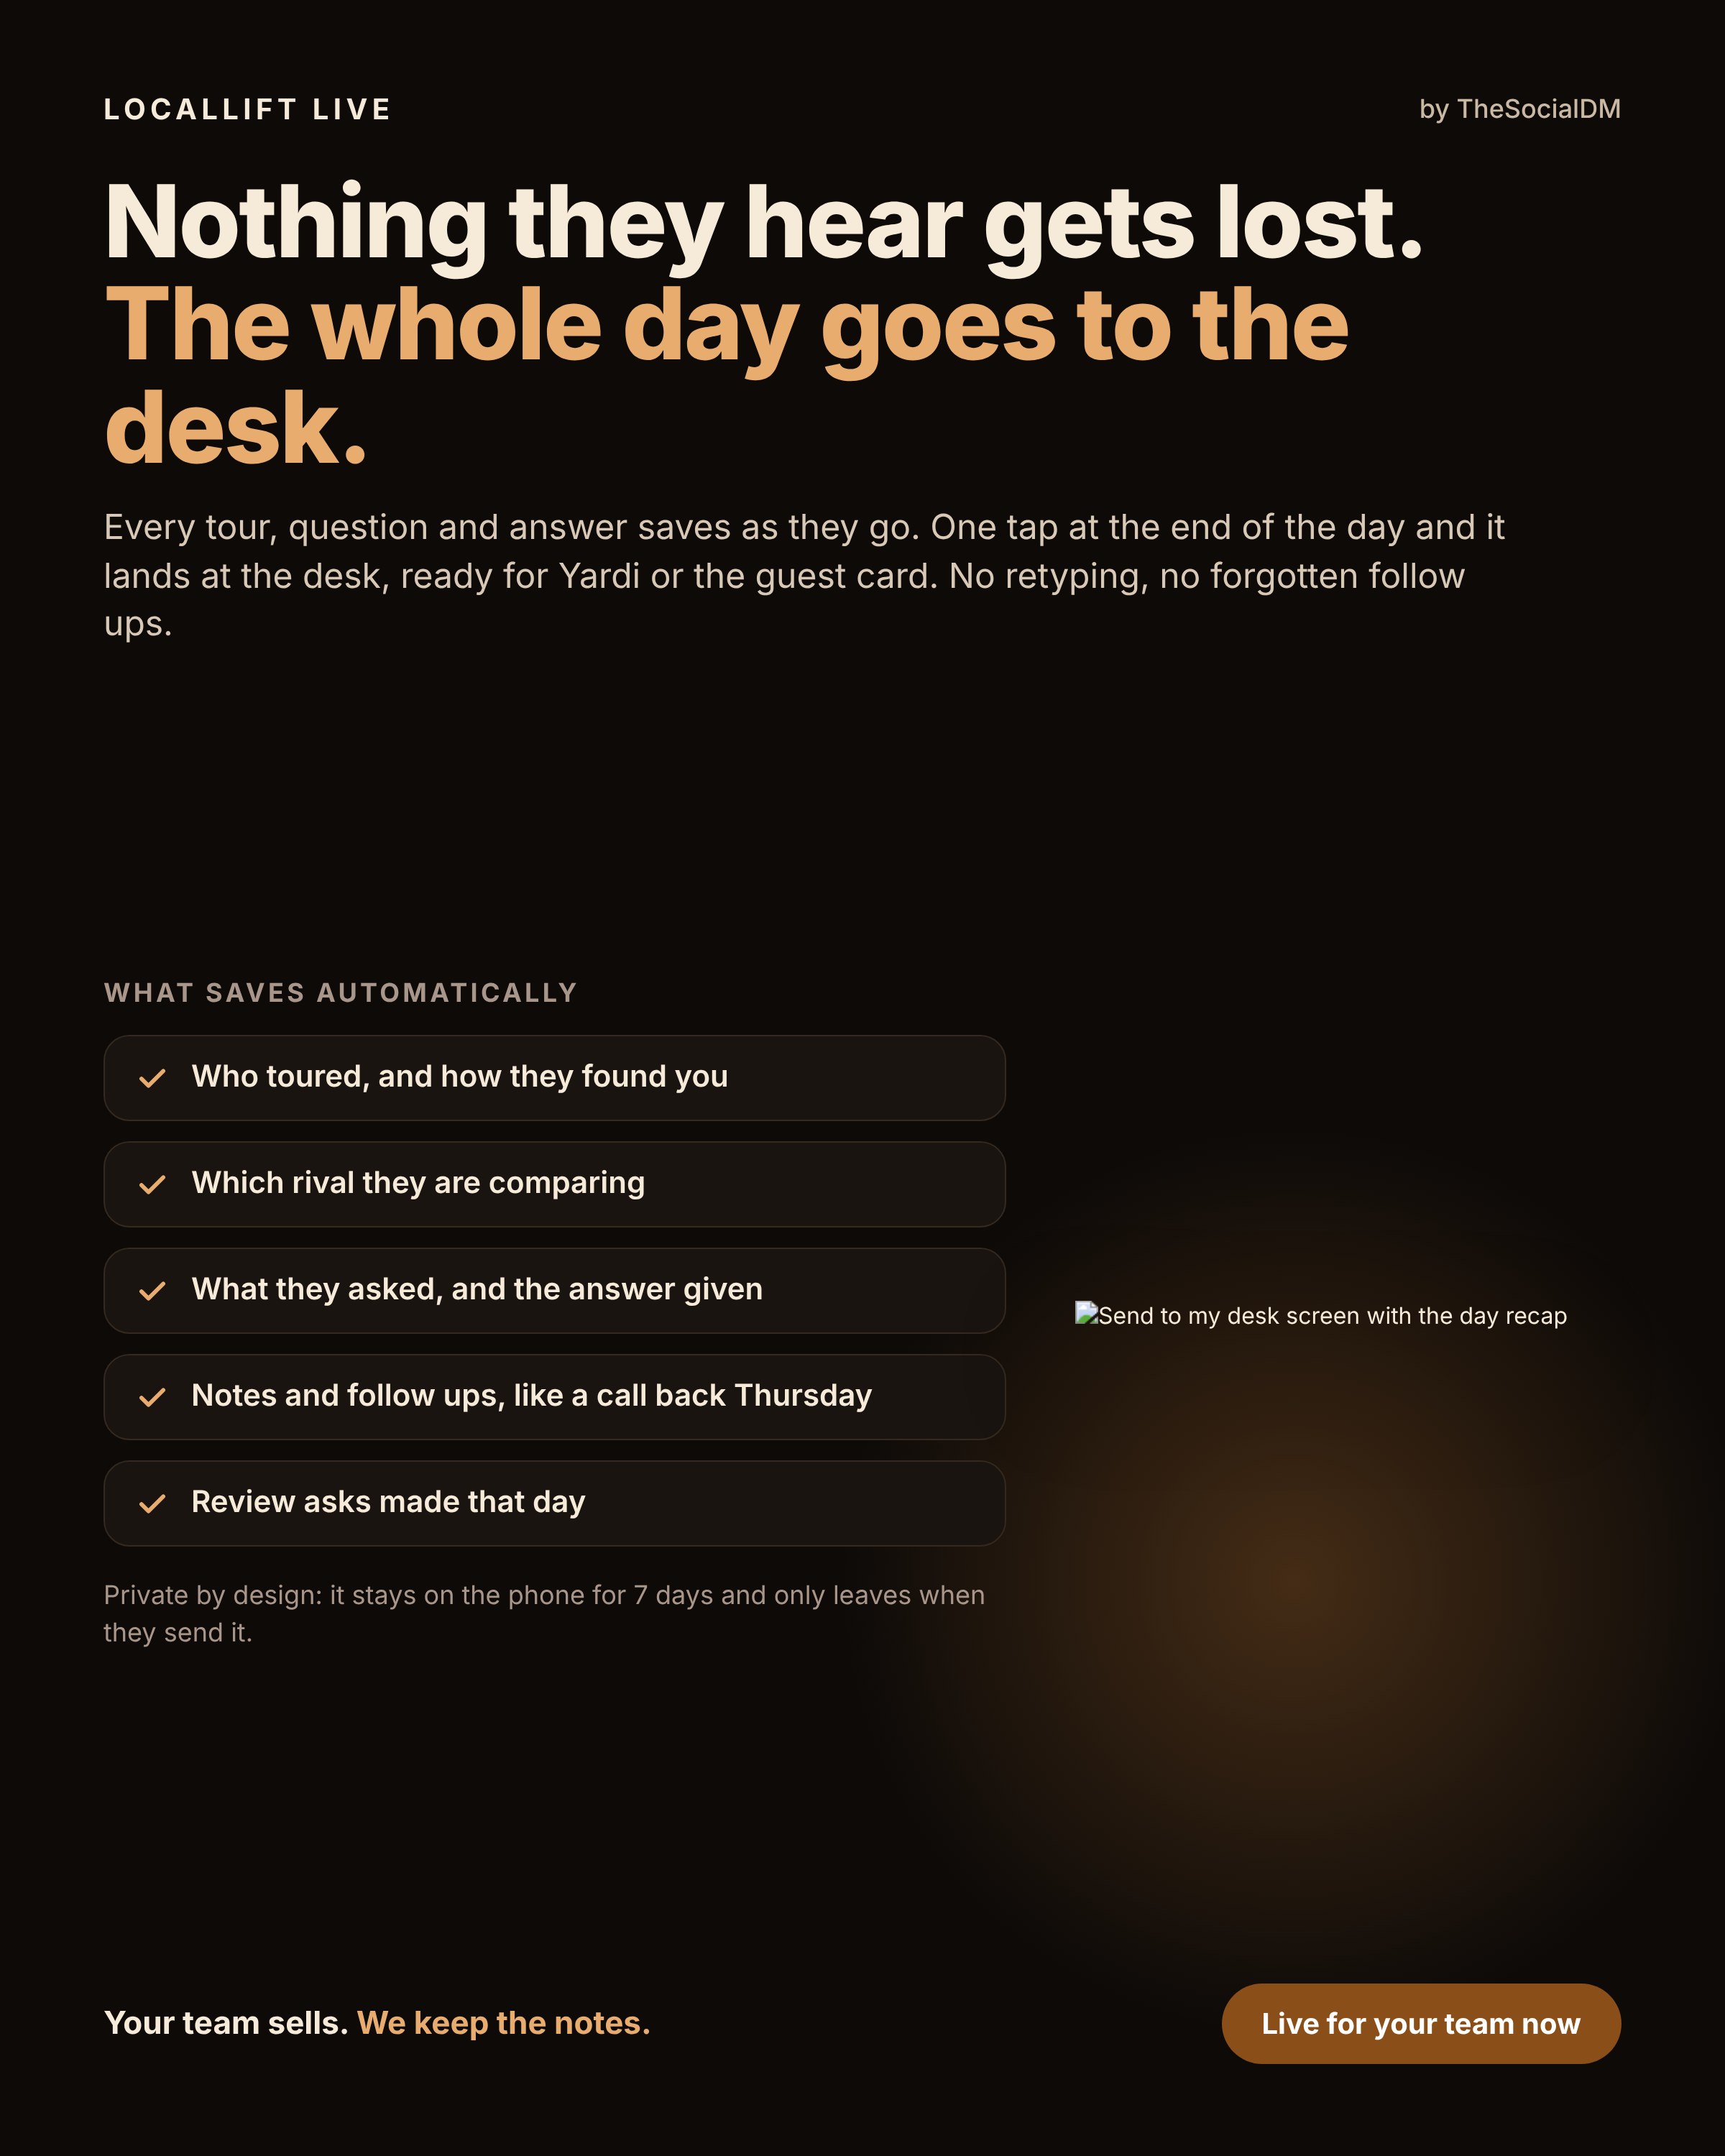 LOCALLIFT LIVE
by TheSocialDM
Nothing they hear gets lost.
The whole day goes to the
desk.
Every tour, question and answer saves as they go. One tap at the end of the day and it
lands at the desk, ready for Yardi or the guest card. No retyping, no forgotten follow
ups.
WHAT SAVES AUTOMATICALLY
Who toured, and how they found you
Which rival they are comparing
What they asked, and the answer given
Notes and follow ups, like a call back Thursday
Review asks made that day
Send to my desk screen with the day recap
Private by design: it stays on the phone for 7 days and only leaves when
they send it.
Your team sells. We keep the notes.
Live for your team now